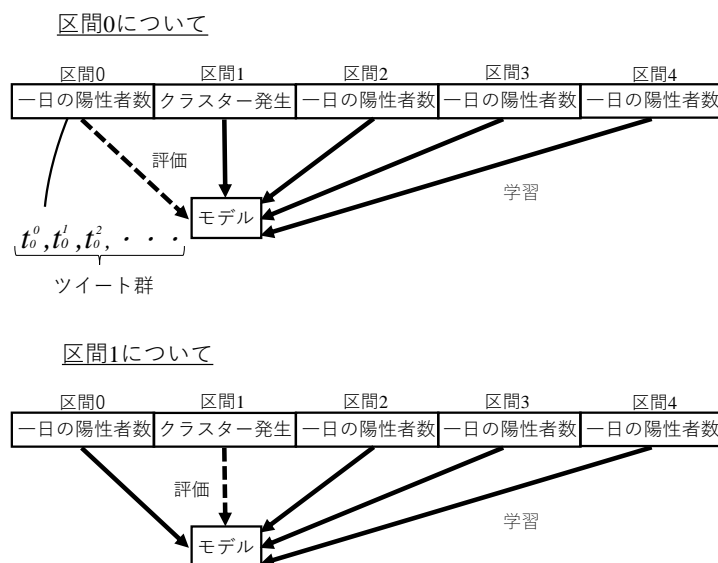 区間0について
区間0 区間1 区間2 区間3 区間4
一日の陽性者数 クラスター発生 一日の陽性者数 一日の陽性者数 一日の陽性者数
評価
学習
モデル
t₀⁰,t₀¹,t₀²,・・・
ツイート群
区間1について
区間0 区間1 区間2 区間3 区間4
一日の陽性者数 クラスター発生 一日の陽性者数 一日の陽性者数 一日の陽性者数
評価
学習
モデル